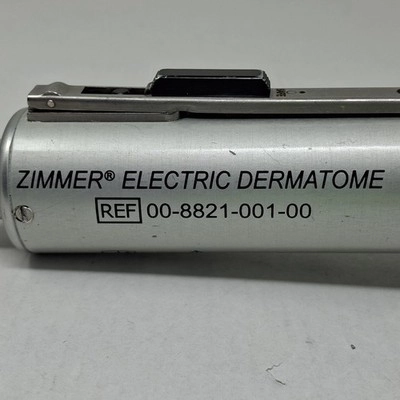 ZIMMER® ELECTRIC DERMATOME
REF 00-8821-001-00